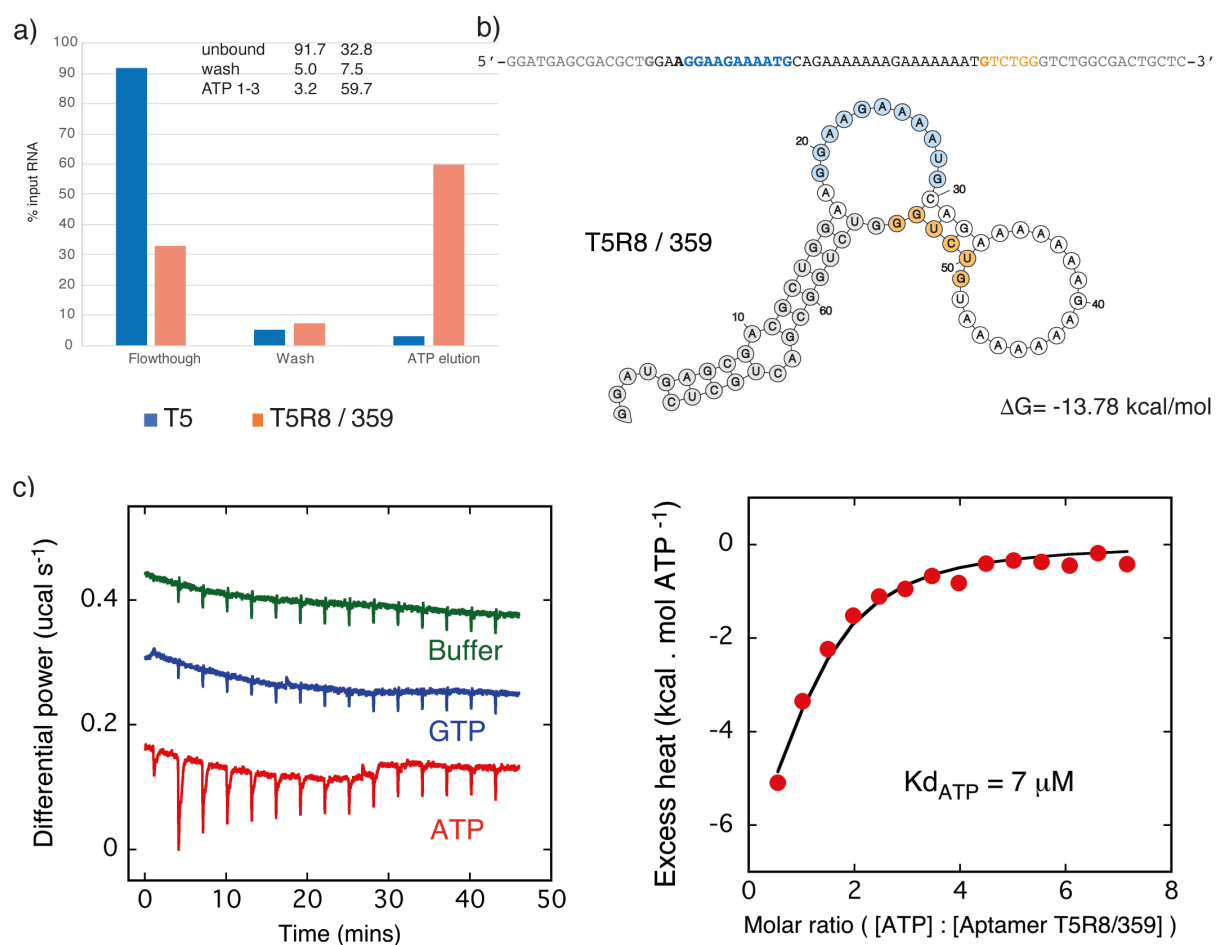 a)
100
90
80
70
60
50
40
30
20
10
0
% input RNA
unbound 91.7 32.8
wash 5.0 7.5
ATP 1-3 3.2 59.7
Flowthough
Wash
ATP elution
T5
T5R8 / 359
b)
5’-GGATGAGCGACGCTGGAAGGAAGAAAATGCAGAAAAAAAGAAAAAAATGTCTGGGTCTGGCGACTGCTC-3’
T5R8 / 359
GGAUGAGCGACGCUGGAAGGAAGAAAAUGCAGAAAAAAAGAAAAAAAUGUCUGGGUCUGGCGACUGCUC
10
20
30
40
50
60
ΔG= -13.78 kcal/mol
c)
Differential power (ucal s⁻¹)
0.4
0.2
0
Buffer
GTP
ATP
0 10 20 30 40 50
Time (mins)
Excess heat (kcal . mol ATP ⁻¹)
0
-2
-4
-6
Kd ATP = 7 μM
0 2 4 6 8
Molar ratio ( [ATP] : [Aptamer T5R8/359] )